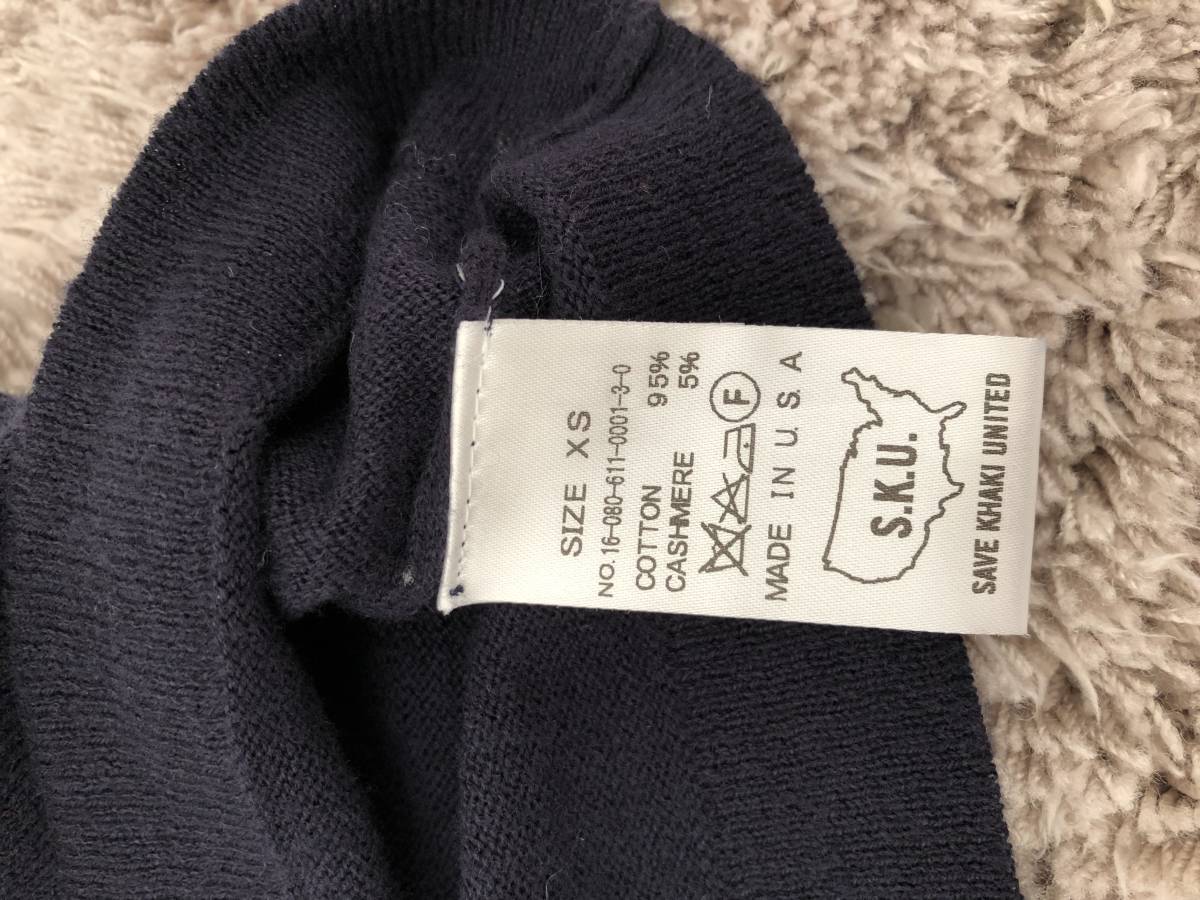 SIZE XS
NO. 16-080-611-0001-3-0
COTTON 95%
CASHMERE 5%
F
MADE IN U. S. A
S.K.U.
SAVE KHAKI UNITED